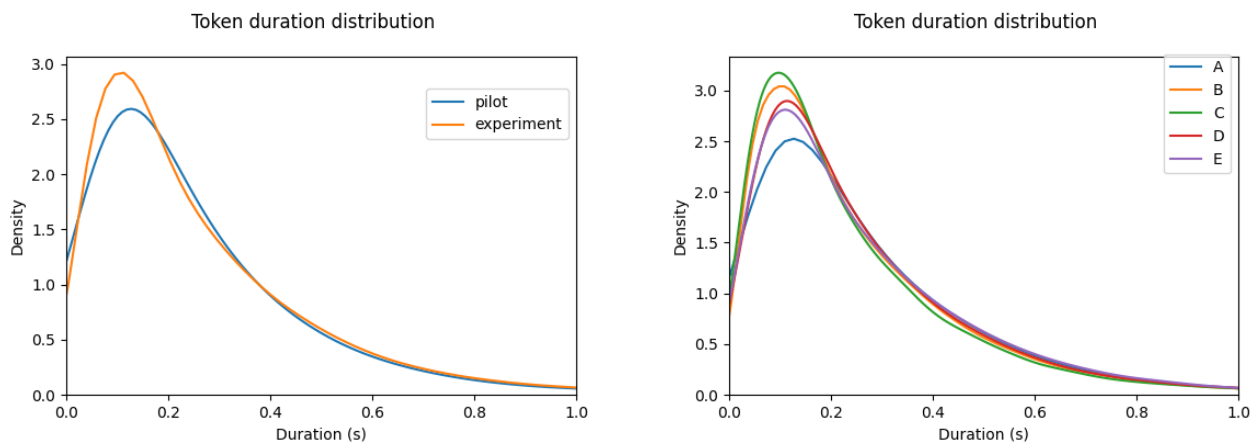 Token duration distribution
3.0
2.5
2.0
1.5
1.0
0.5
0.0
Density
0.0 0.2 0.4 0.6 0.8 1.0
Duration (s)
pilot
experiment
Token duration distribution
3.0
2.5
2.0
1.5
1.0
0.5
0.0
Density
0.0 0.2 0.4 0.6 0.8 1.0
Duration (s)
A
B
C
D
E